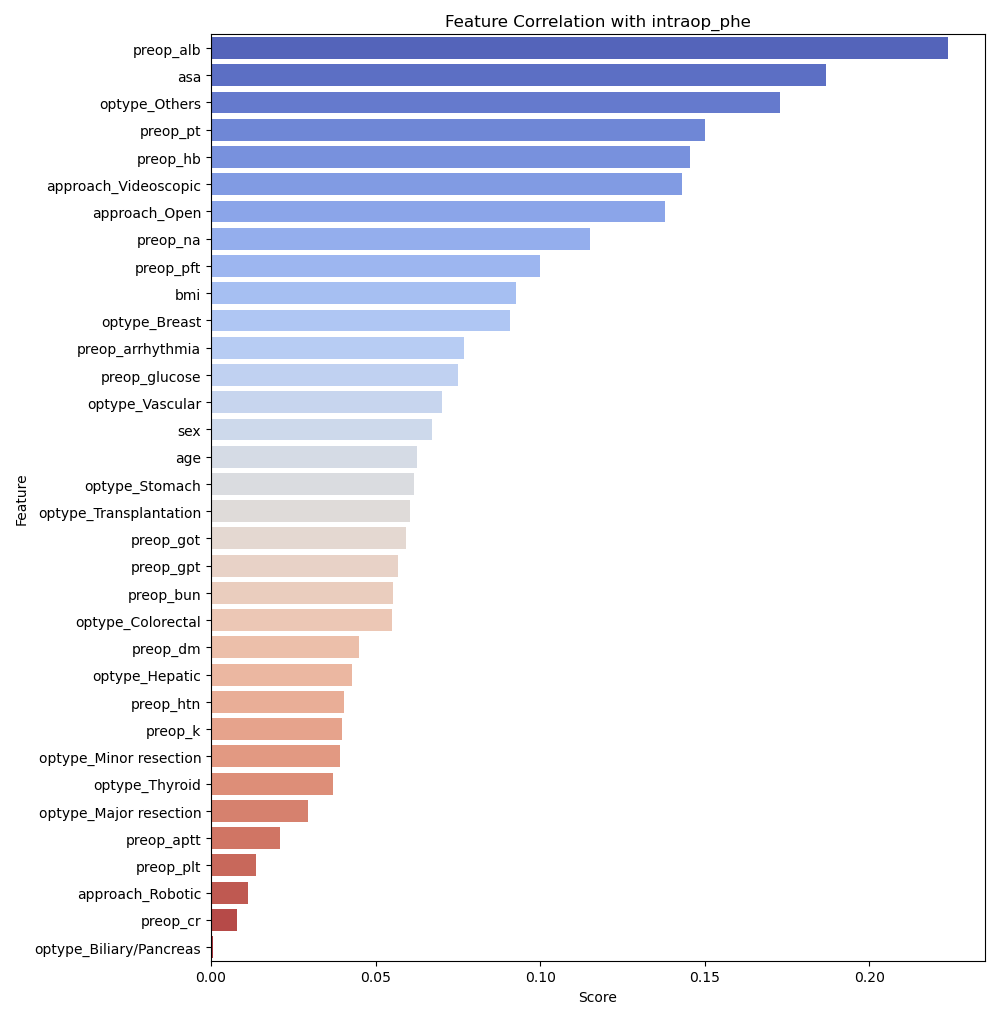 Feature Correlation with intraop_phe
preop_alb
asa
optype_Others
preop_pt
preop_hb
approach_Videoscopic
approach_Open
preop_na
preop_pft
bmi
optype_Breast
preop_arrhythmia
preop_glucose
optype_Vascular
sex
age
optype_Stomach
optype_Transplantation
preop_got
preop_gpt
preop_bun
optype_Colorectal
preop_dm
optype_Hepatic
preop_htn
preop_k
optype_Minor resection
optype_Thyroid
optype_Major resection
preop_aptt
preop_plt
approach_Robotic
preop_cr
optype_Biliary/Pancreas
Feature
0.00 0.05 0.10 0.15 0.20
Score